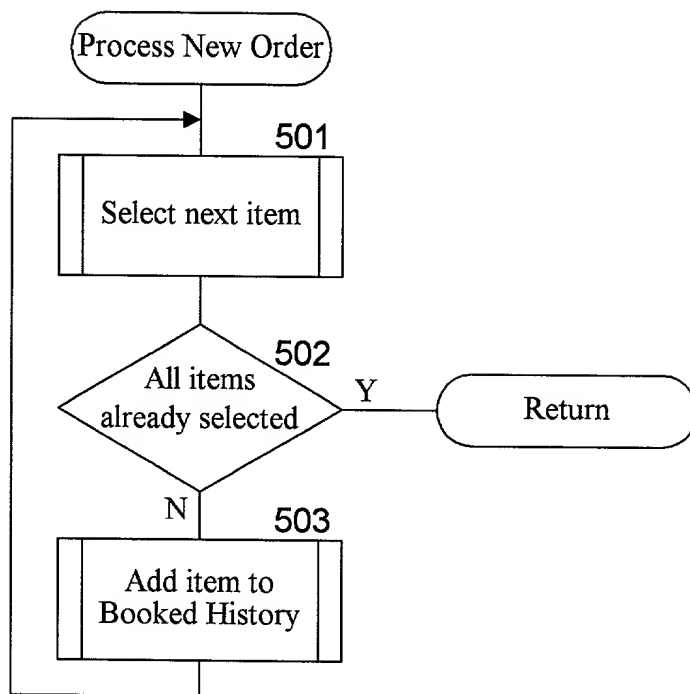 Process New Order
501
Select next item
502
All items
already selected
Y
Return
N
503
Add item to
Booked History